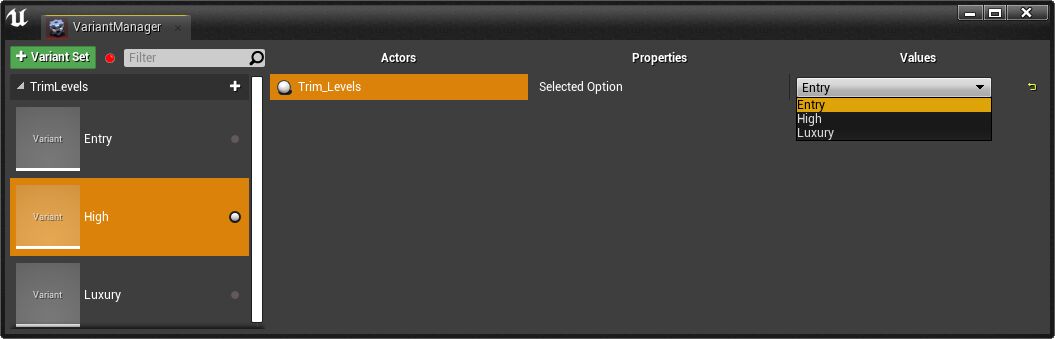 VariantManager
+ Variant Set
Filter
Actors
Properties
Values
TrimLevels
Trim_Levels
Selected Option
Entry
Entry
High
Luxury
Variant
Entry
Variant
High
Variant
Luxury